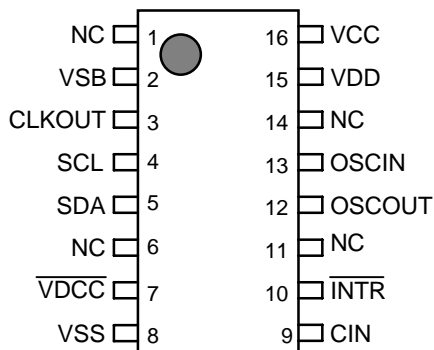 NC 1 16 VCC
VSB 2 15 VDD
CLKOUT 3 14 NC
SCL 4 13 OSCIN
SDA 5 12 OSCOUT
NC 6 11 NC
VDCC 7 10 INTR
VSS 8 9 CIN